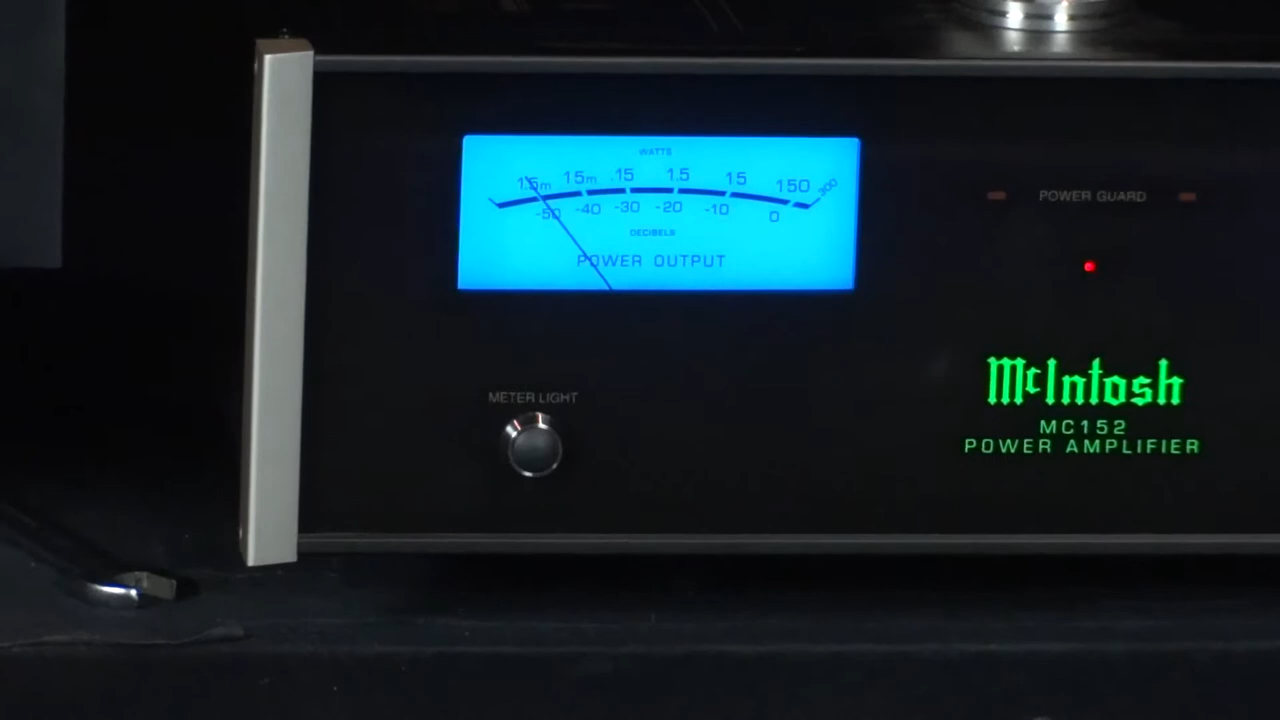 WATTS
1.5m 15m .15 1.5 15 150 300
-50 -40 -30 -20 -10 0
DECIBELS
POWER OUTPUT
POWER GUARD
METER LIGHT
McIntosh
MC152
POWER AMPLIFIER